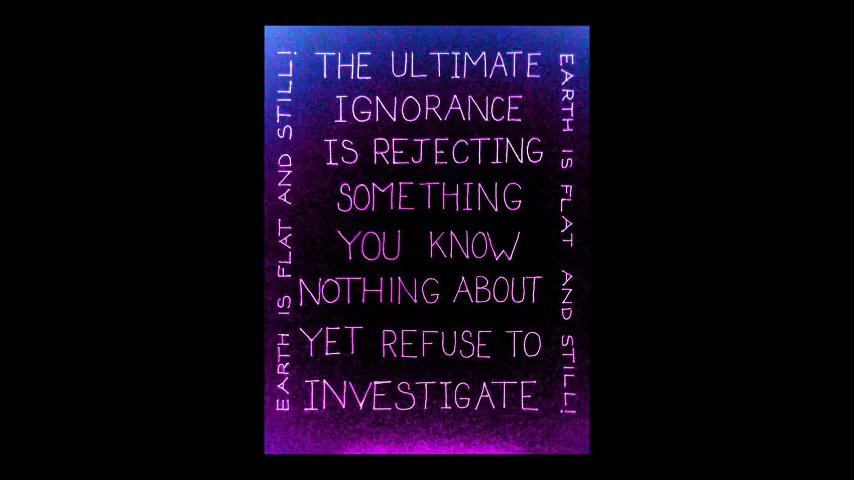 EARTH IS FLAT AND STILL!
THE ULTIMATE
IGNORANCE
IS REJECTING
SOMETHING
YOU KNOW
NOTHING ABOUT
YET REFUSE TO
INVESTIGATE
EARTH IS FLAT AND STILL!